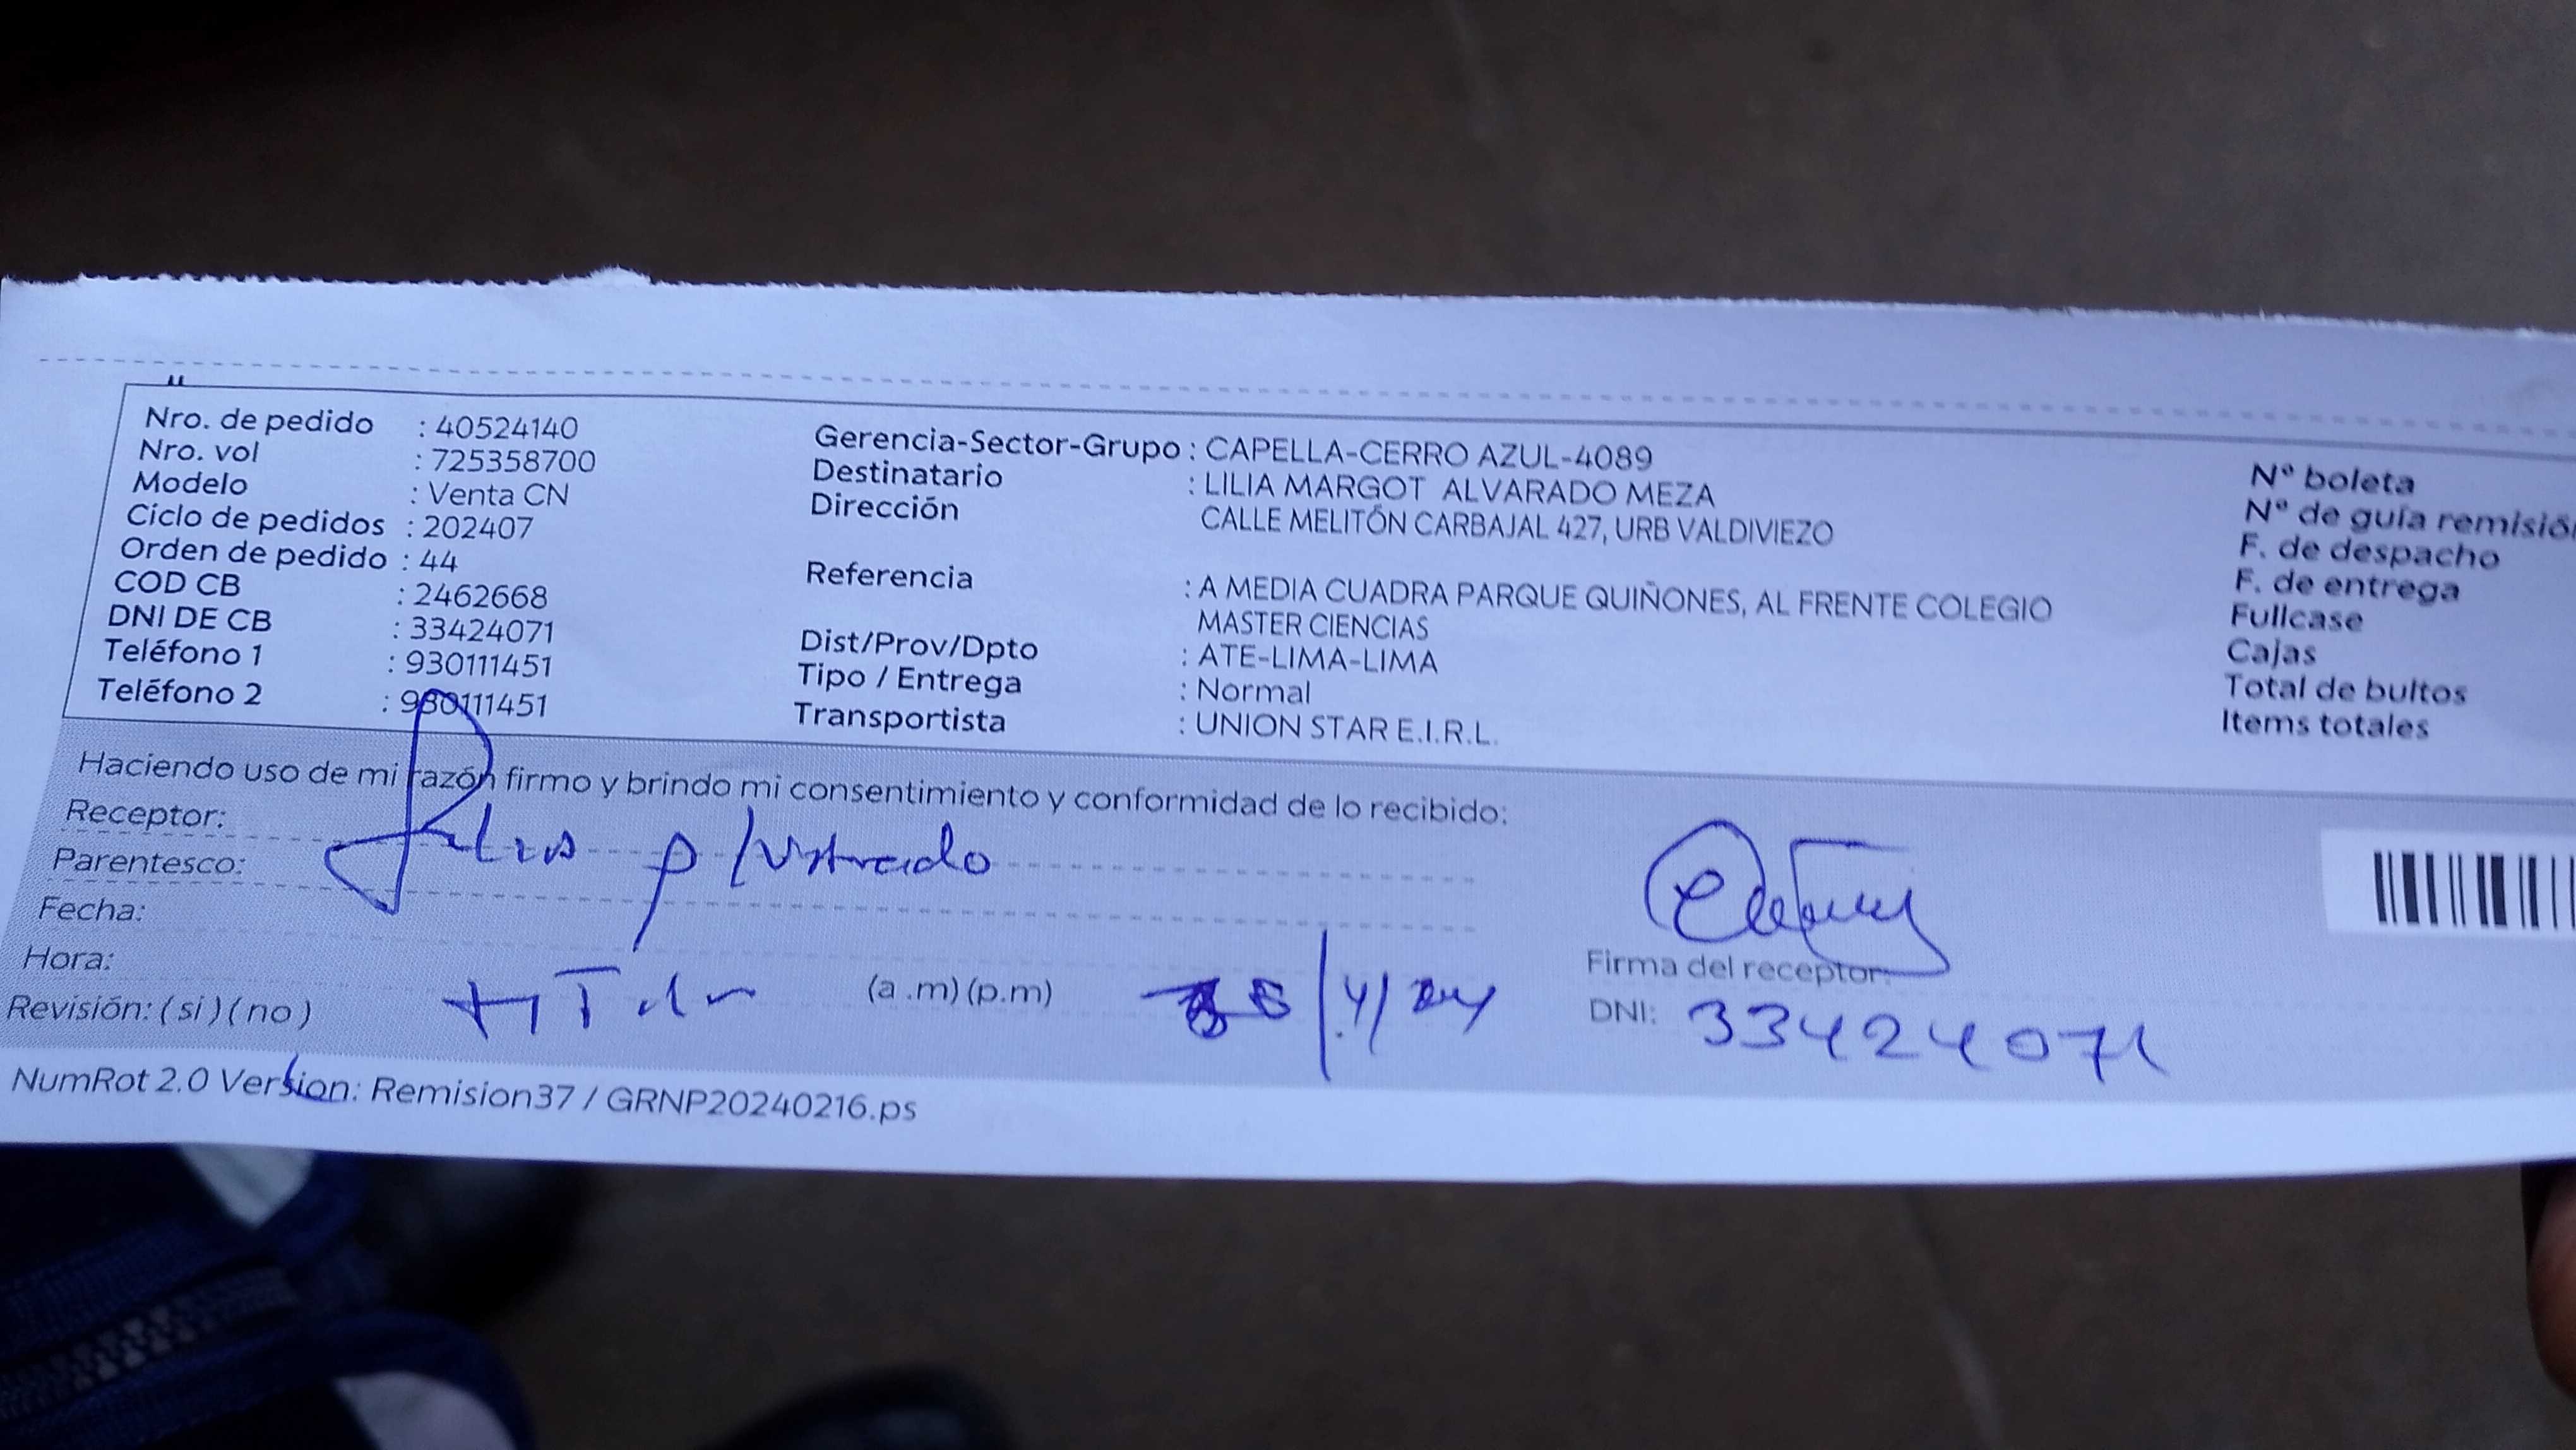 Nro. de pedido : 40524140
Nro. vol : 725358700
Modelo : Venta CN
Ciclo de pedidos : 202407
Orden de pedido : 44
COD CB : 2462668
DNI DE CB : 33424071
Teléfono 1 : 930111451
Teléfono 2 : 930111451
Gerencia-Sector-Grupo : CAPELLA-CERRO AZUL-4089
Destinatario : LILIA MARGOT ALVARADO MEZA
Dirección CALLE MELITÓN CARBAJAL 427, URB VALDIVIEZO
Referencia : A MEDIA CUADRA PARQUE QUIÑONES, AL FRENTE COLEGIO
MASTER CIENCIAS
Dist/Prov/Dpto : ATE-LIMA-LIMA
Tipo / Entrega : Normal
Transportista : UNION STAR E.I.R.L.
N° boleta
N° de guía remisión
F. de despacho
F. de entrega
Fullcase
Cajas
Total de bultos
Items totales
Haciendo uso de mi razón firmo y brindo mi consentimiento y conformidad de lo recibido:
Receptor:
Parentesco:
Fecha:
Hora:
Revisión: ( si ) ( no ) (a .m) (p.m)
Firma del receptor:
DNI: 33424071
NumRot 2.0 Version: Remision37 / GRNP20240216.ps